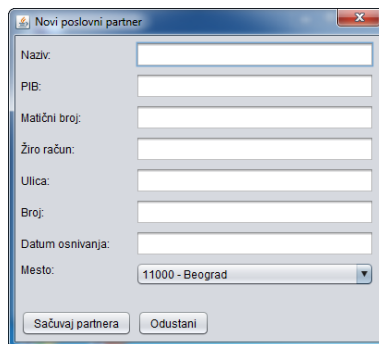 Novi poslovni partner
Naziv:
PIB:
Matični broj:
Žiro račun:
Ulica:
Broj:
Datum osnivanja:
Mesto: 11000 - Beograd
Sačuvaj partnera Odustani